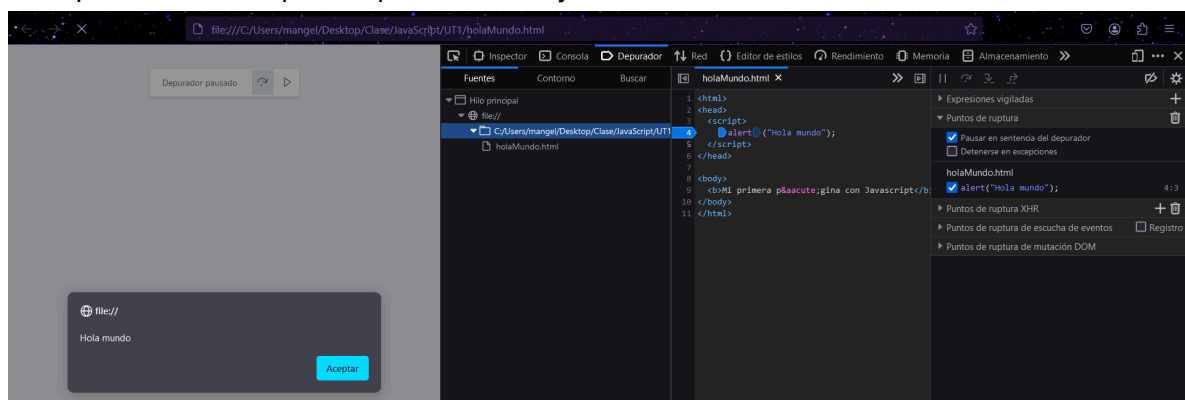 file:///C:/Users/mangel/Desktop/Clase/JavaScript/UT1/holaMundo.html
Inspector Consola Depurador Red Editor de estilos Rendimiento Memoria Almacenamiento
Depurador pausado
Fuentes Contorno Buscar
Hilo principal
file://
C:/Users/mangel/Desktop/Clase/JavaScript/UT1
holaMundo.html
holaMundo.html
1 <html>
2 <head>
3 <script>
4 alert("Hola mundo");
5 </script>
6 </head>
7
8 <body>
9 <b>Mi primera p&aacute;gina con Javascript</b>
10 </body>
11 </html>
Expresiones vigiladas
Puntos de ruptura
Pausar en sentencia del depurador
Detenerse en excepciones
holaMundo.html
alert("Hola mundo"); 4:3
Puntos de ruptura XHR
Puntos de ruptura de escucha de eventos Registro
Puntos de ruptura de mutación DOM
file://
Hola mundo
Aceptar